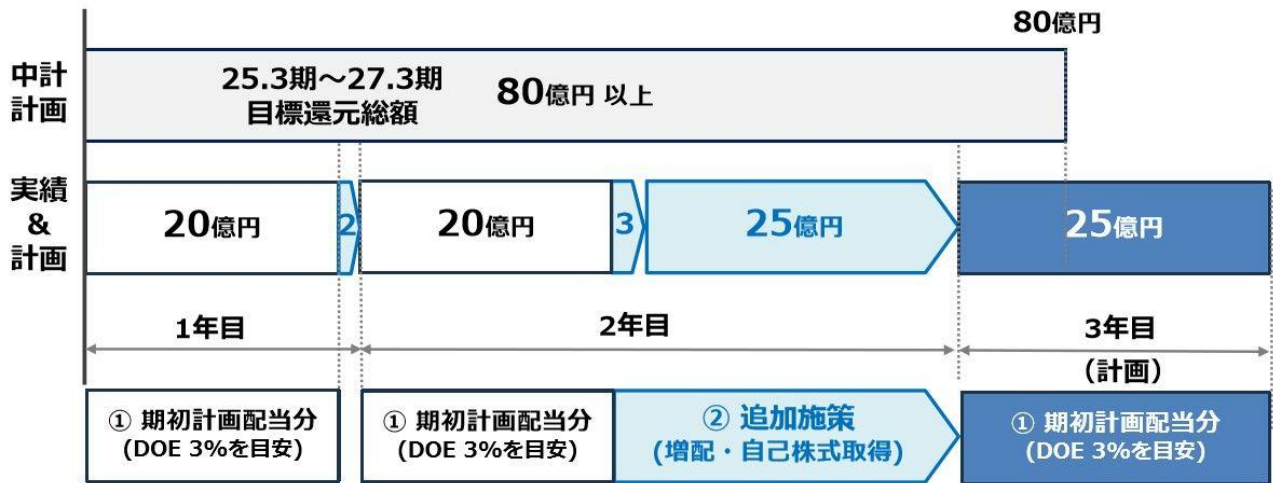 80億円
中計
計画
25.3期～27.3期
目標還元総額
80億円 以上
実績
&
計画
20億円
2
20億円
3
25億円
25億円
1年目
2年目
3年目
(計画)
① 期初計画配当分
(DOE 3%を目安)
① 期初計画配当分
(DOE 3%を目安)
② 追加施策
(増配・自己株式取得)
① 期初計画配当分
(DOE 3%を目安)